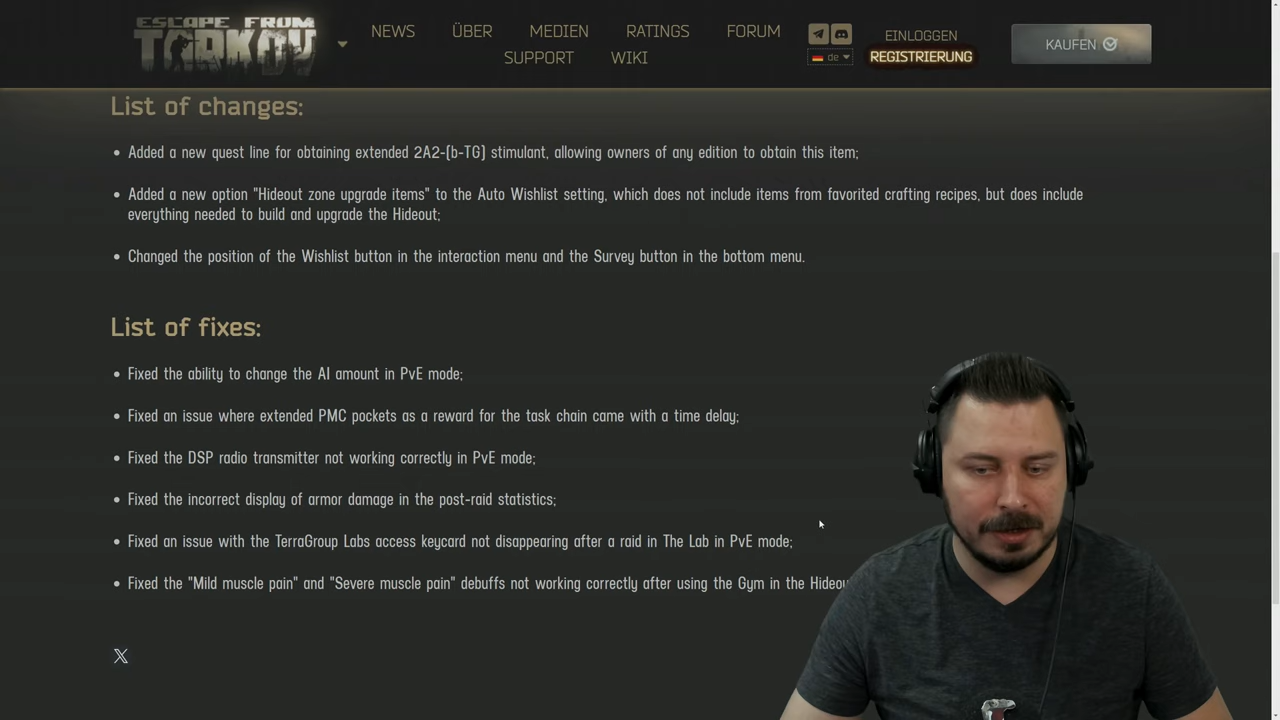 ESCAPE FROM
TARKOV
NEWS ÜBER MEDIEN RATINGS FORUM
SUPPORT WIKI
de
EINLOGGEN
REGISTRIERUNG
KAUFEN
List of changes:
• Added a new quest line for obtaining extended 2A2-(b-TG) stimulant, allowing owners of any edition to obtain this item;
• Added a new option "Hideout zone upgrade items" to the Auto Wishlist setting, which does not include items from favorited crafting recipes, but does include
everything needed to build and upgrade the Hideout;
• Changed the position of the Wishlist button in the interaction menu and the Survey button in the bottom menu.
List of fixes:
• Fixed the ability to change the AI amount in PvE mode;
• Fixed an issue where extended PMC pockets as a reward for the task chain came with a time delay;
• Fixed the DSP radio transmitter not working correctly in PvE mode;
• Fixed the incorrect display of armor damage in the post-raid statistics;
• Fixed an issue with the TerraGroup Labs access keycard not disappearing after a raid in The Lab in PvE mode;
• Fixed the "Mild muscle pain" and "Severe muscle pain" debuffs not working correctly after using the Gym in the Hideou